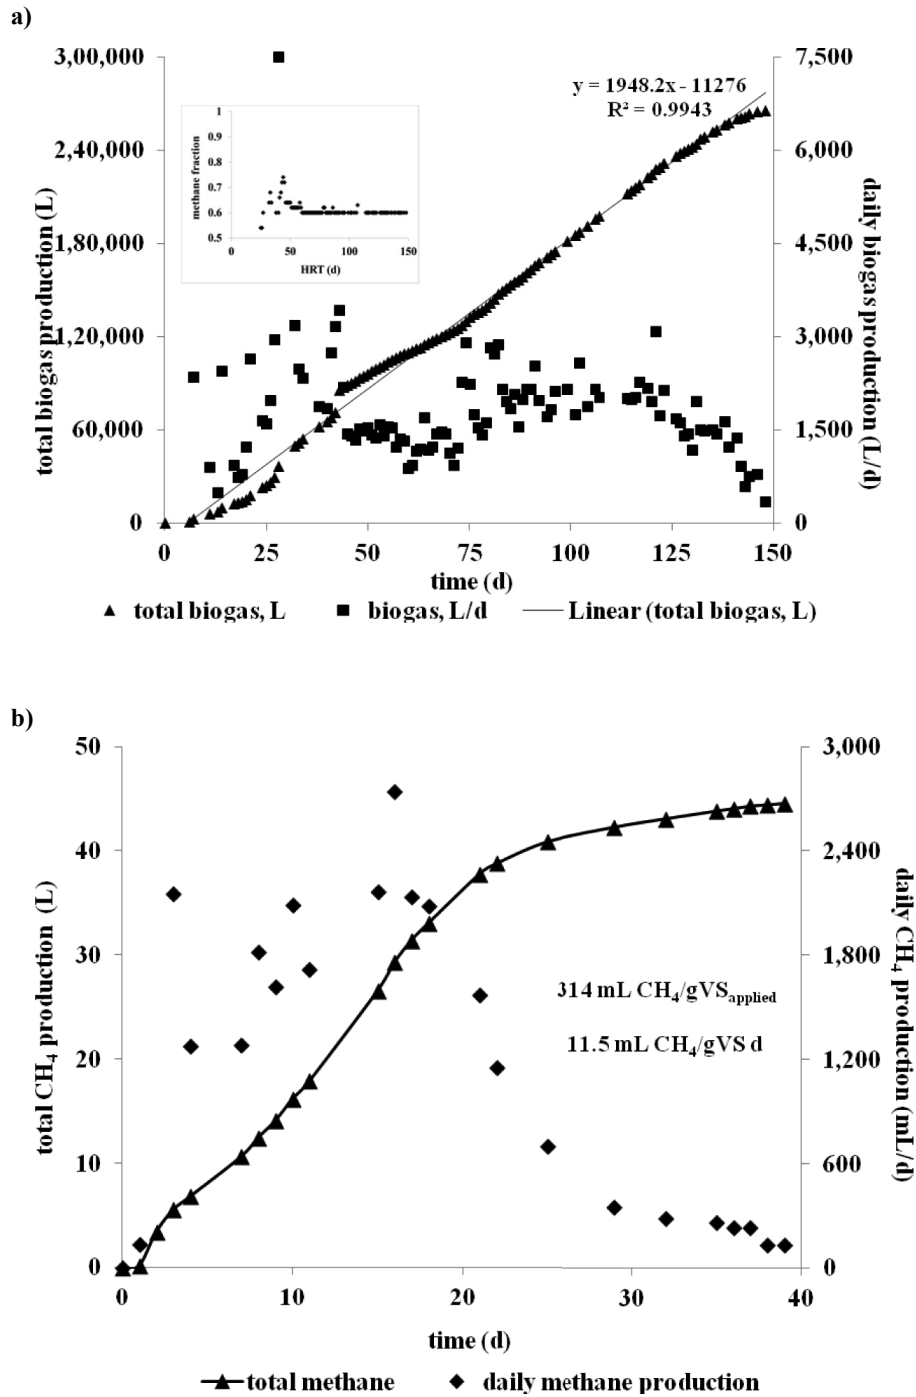 a)
3,00,000
2,40,000
1,80,000
1,20,000
60,000
0
total biogas production (L)
7,500
6,000
4,500
3,000
1,500
0
daily biogas production (L/d)
y = 1948.2x - 11276
R² = 0.9943
1
0.9
0.8
0.7
0.6
0.5
methane fraction
0 50 100 150
HRT (d)
0 25 50 75 100 125 150
time (d)
total biogas, L biogas, L/d Linear (total biogas, L)
b)
50
40
30
20
10
0
total CH₄ production (L)
3,000
2,400
1,800
1,200
600
0
daily CH₄ production (mL/d)
314 mL CH₄/gVSapplied
11.5 mL CH₄/gVS d
0 10 20 30 40
time (d)
total methane daily methane production